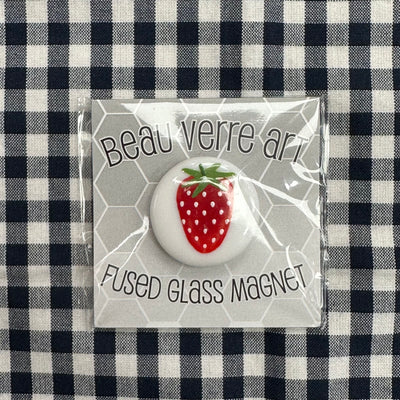 Beau verre art
Fused Glass Magnet